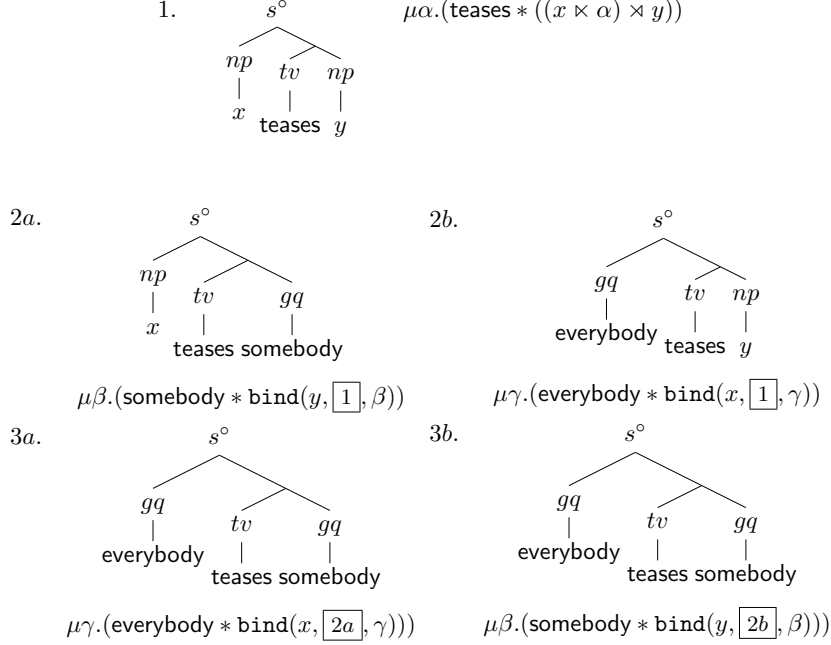 1. s° μα.(teases ∗ ((x ⋉ α) ⋊ y))
np tv np
x teases y
2a. s° 2b. s°
np tv gq gq tv np
x teases somebody everybody teases y
μβ.(somebody ∗ bind(y, 1 , β)) μγ.(everybody ∗ bind(x, 1 , γ))
3a. s° 3b. s°
gq tv gq gq tv gq
everybody teases somebody everybody teases somebody
μγ.(everybody ∗ bind(x, 2a , γ))) μβ.(somebody ∗ bind(y, 2b , β)))